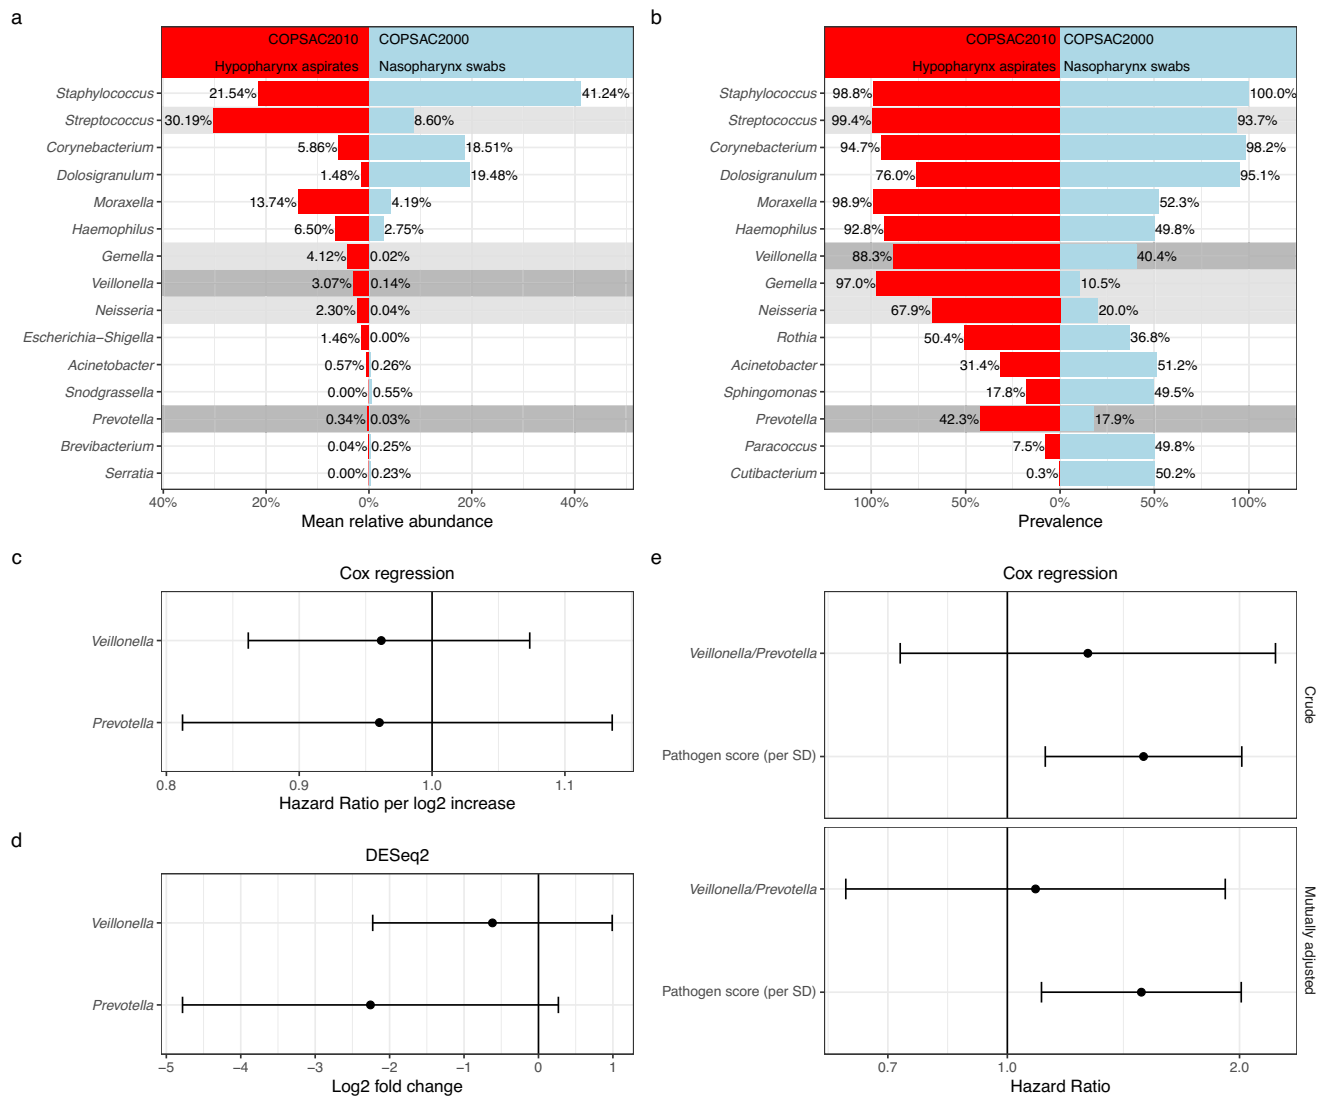 a
COPSAC2010 COPSAC2000
Hypopharynx aspirates Nasopharynx swabs
Staphylococcus 21.54% 41.24%
Streptococcus 30.19% 8.60%
Corynebacterium 5.86% 18.51%
Dolosigranulum 1.48% 19.48%
Moraxella 13.74% 4.19%
Haemophilus 6.50% 2.75%
Gemella 4.12% 0.02%
Veillonella 3.07% 0.14%
Neisseria 2.30% 0.04%
Escherichia−Shigella 1.46% 0.00%
Acinetobacter 0.57% 0.26%
Snodgrassella 0.00% 0.55%
Prevotella 0.34% 0.03%
Brevibacterium 0.04% 0.25%
Serratia 0.00% 0.23%
40% 20% 0% 20% 40%
Mean relative abundance
b
COPSAC2010 COPSAC2000
Hypopharynx aspirates Nasopharynx swabs
Staphylococcus 98.8% 100.0%
Streptococcus 99.4% 93.7%
Corynebacterium 94.7% 98.2%
Dolosigranulum 76.0% 95.1%
Moraxella 98.9% 52.3%
Haemophilus 92.8% 49.8%
Veillonella 88.3% 40.4%
Gemella 97.0% 10.5%
Neisseria 67.9% 20.0%
Rothia 50.4% 36.8%
Acinetobacter 31.4% 51.2%
Sphingomonas 17.8% 49.5%
Prevotella 42.3% 17.9%
Paracoccus 7.5% 49.8%
Cutibacterium 0.3% 50.2%
100% 50% 0% 50% 100%
Prevalence
c
Cox regression
Veillonella
Prevotella
0.8 0.9 1.0 1.1
Hazard Ratio per log2 increase
d
DESeq2
Veillonella
Prevotella
−5 −4 −3 −2 −1 0 1
Log2 fold change
e
Cox regression
Veillonella/Prevotella
Pathogen score (per SD)
Crude
Veillonella/Prevotella
Pathogen score (per SD)
Mutually adjusted
0.7 1.0 2.0
Hazard Ratio